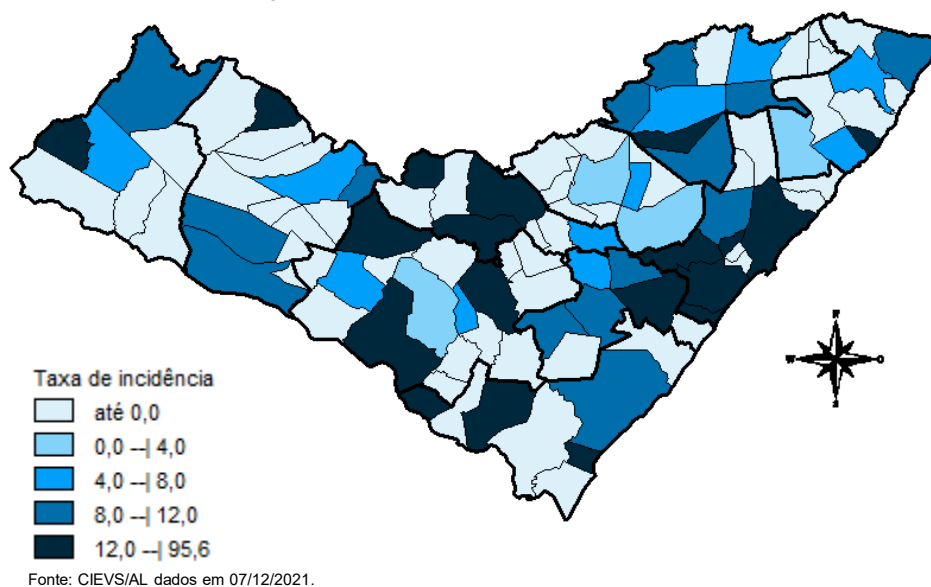 N
W
O
S
Taxa de incidência
até 0,0
0,0 --| 4,0
4,0 --| 8,0
8,0 --| 12,0
12,0 --| 95,6
Fonte: CIEVS/AL dados em 07/12/2021.